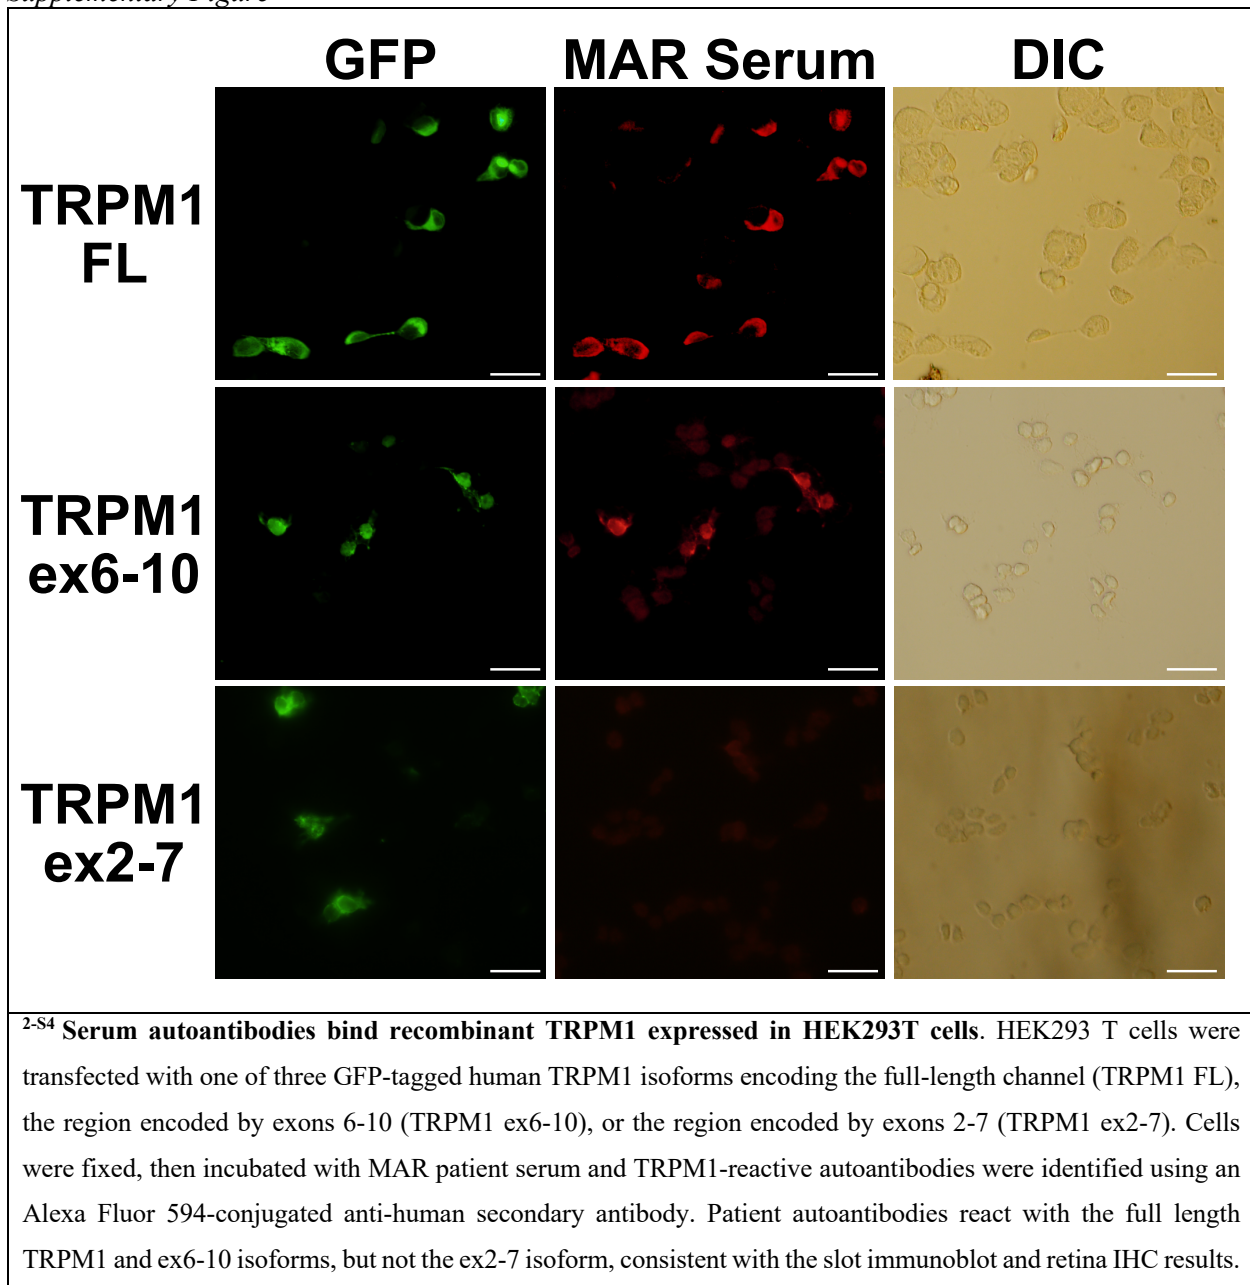 Supplementary Figure
GFP MAR Serum DIC
TRPM1
FL
TRPM1
ex6-10
TRPM1
ex2-7
2-S4 Serum autoantibodies bind recombinant TRPM1 expressed in HEK293T cells. HEK293 T cells were
transfected with one of three GFP-tagged human TRPM1 isoforms encoding the full-length channel (TRPM1 FL),
the region encoded by exons 6-10 (TRPM1 ex6-10), or the region encoded by exons 2-7 (TRPM1 ex2-7). Cells
were fixed, then incubated with MAR patient serum and TRPM1-reactive autoantibodies were identified using an
Alexa Fluor 594-conjugated anti-human secondary antibody. Patient autoantibodies react with the full length
TRPM1 and ex6-10 isoforms, but not the ex2-7 isoform, consistent with the slot immunoblot and retina IHC results.